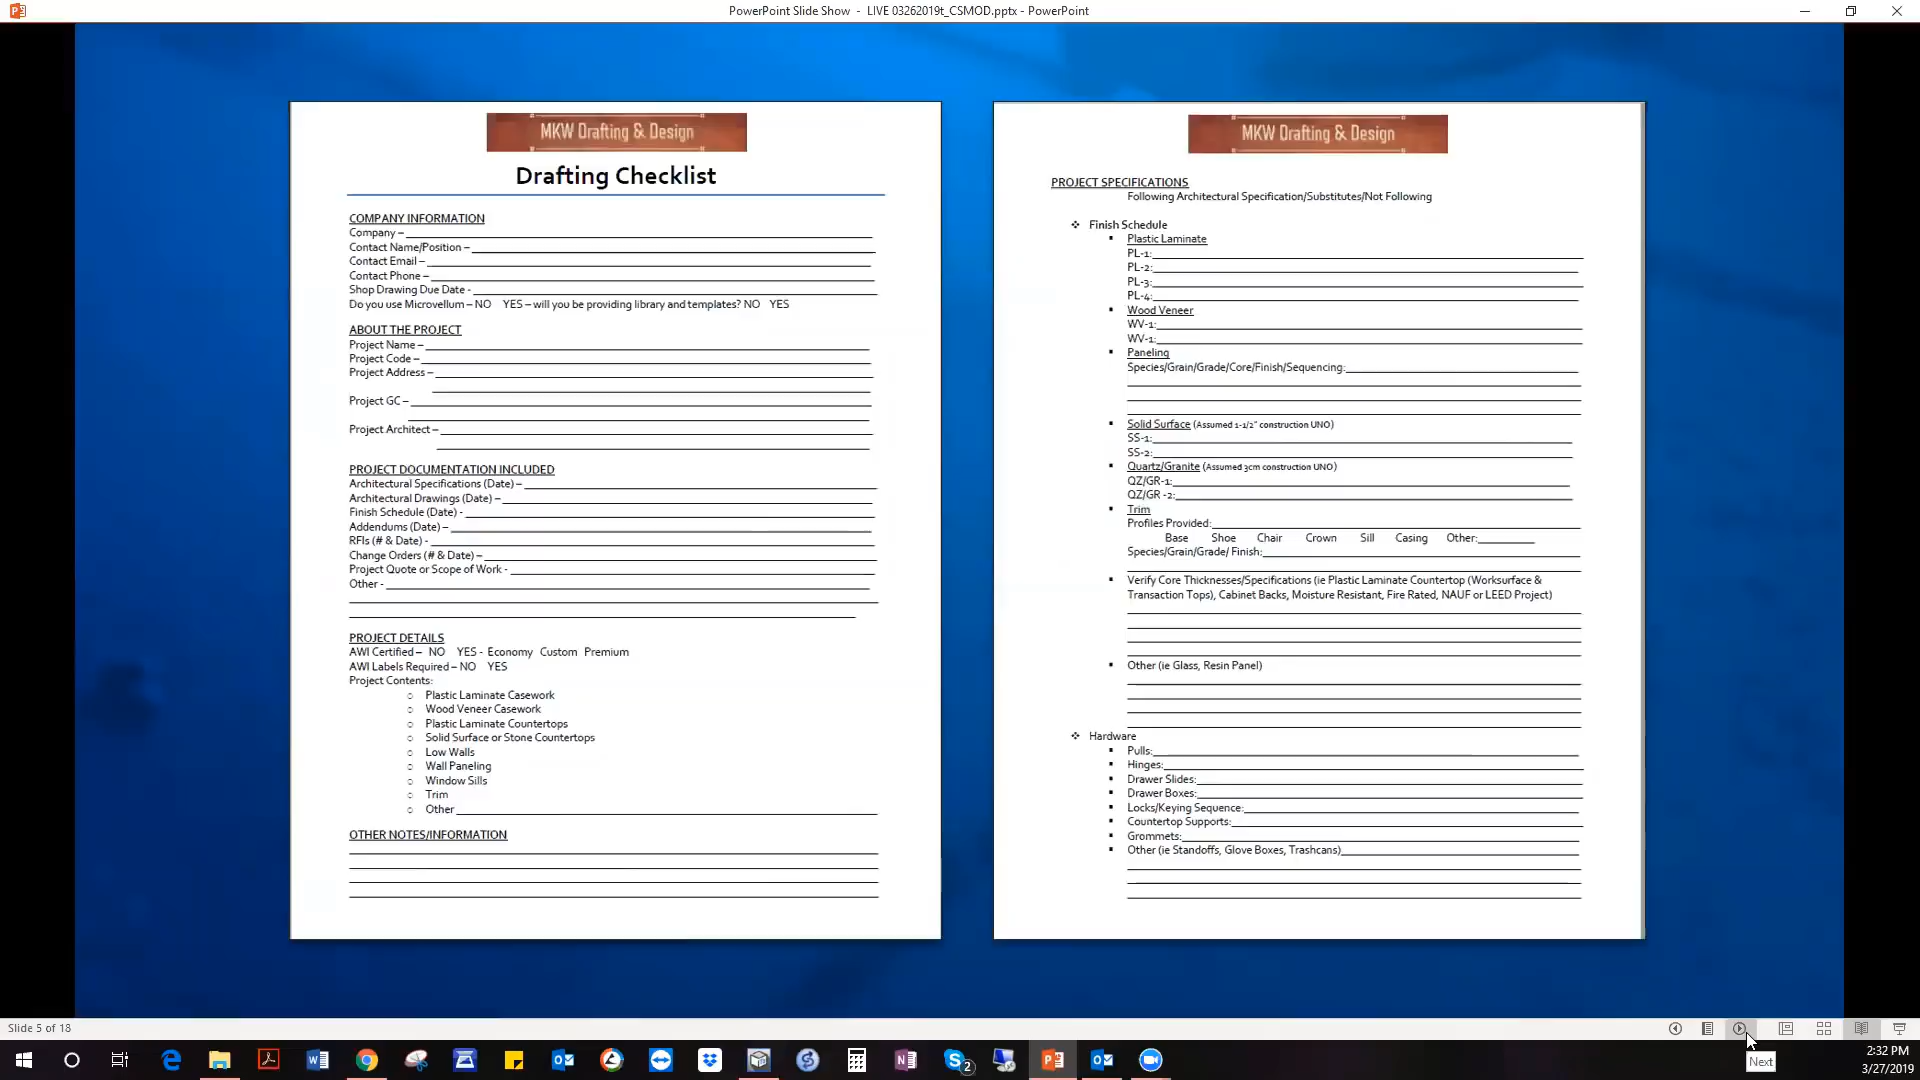 PowerPoint Slide Show - LIVE 03262019t_CSMOD.pptx - PowerPoint
MKW Drafting & Design
Drafting Checklist
COMPANY INFORMATION
Company –
Contact Name/Position –
Contact Email –
Contact Phone –
Shop Drawing Due Date -
Do you use Microvellum – NO YES – will you be providing library and templates? NO YES
ABOUT THE PROJECT
Project Name –
Project Code –
Project Address –
Project GC –
Project Architect –
PROJECT DOCUMENTATION INCLUDED
Architectural Specifications (Date) –
Architectural Drawings (Date) –
Finish Schedule (Date) -
Addendums (Date) –
RFIs (# & Date) -
Change Orders (# & Date) –
Project Quote or Scope of Work -
Other -
PROJECT DETAILS
AWI Certified – NO YES - Economy Custom Premium
AWI Labels Required – NO YES
Project Contents:
○ Plastic Laminate Casework
○ Wood Veneer Casework
○ Plastic Laminate Countertops
○ Solid Surface or Stone Countertops
○ Low Walls
○ Wall Paneling
○ Window Sills
○ Trim
○ Other
OTHER NOTES/INFORMATION
MKW Drafting & Design
PROJECT SPECIFICATIONS
Following Architectural Specification/Substitutes/Not Following
❖ Finish Schedule
▪ Plastic Laminate
PL-1:
PL-2:
PL-3:
PL-4:
▪ Wood Veneer
WV-1:
WV-1:
▪ Paneling
Species/Grain/Grade/Core/Finish/Sequencing:
▪ Solid Surface (Assumed 1-1/2" construction UNO)
SS-1:
SS-2:
▪ Quartz/Granite (Assumed 3cm construction UNO)
QZ/GR-1:
QZ/GR -2:
▪ Trim
Profiles Provided:
Base Shoe Chair Crown Sill Casing Other:
Species/Grain/Grade/ Finish:
▪ Verify Core Thicknesses/Specifications (ie Plastic Laminate Countertop (Worksurface &
Transaction Tops), Cabinet Backs, Moisture Resistant, Fire Rated, NAUF or LEED Project)
▪ Other (ie Glass, Resin Panel)
❖ Hardware
▪ Pulls:
▪ Hinges:
▪ Drawer Slides:
▪ Drawer Boxes:
▪ Locks/Keying Sequence:
▪ Countertop Supports:
▪ Grommets:
▪ Other (ie Standoffs, Glove Boxes, Trashcans)
Slide 5 of 18
Next
2:32 PM
3/27/2019